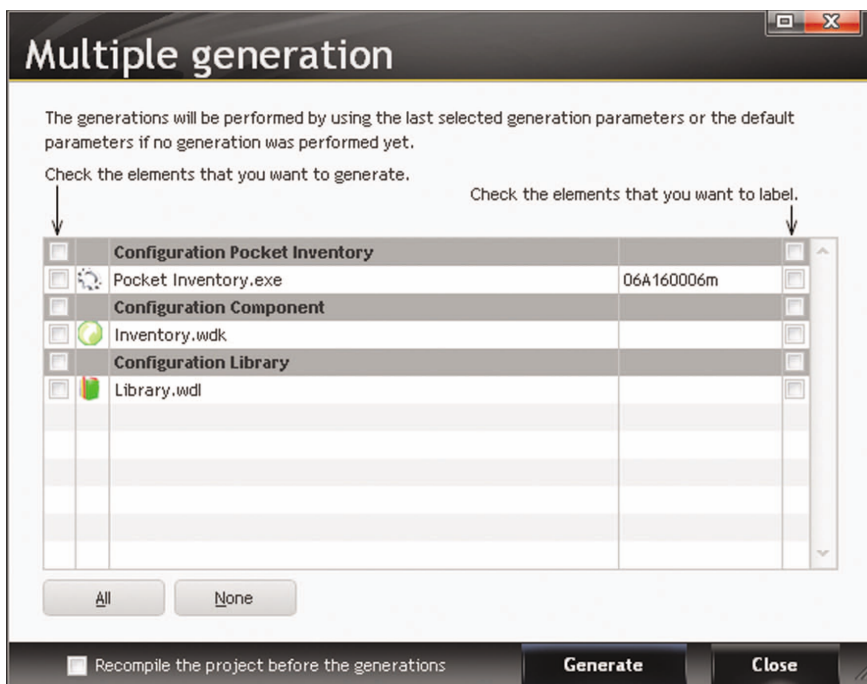 Multiple generation
The generations will be performed by using the last selected generation parameters or the default
parameters if no generation was performed yet.
Check the elements that you want to generate.
Check the elements that you want to label.
Configuration Pocket Inventory
Pocket Inventory.exe 06A160006m
Configuration Component
Inventory.wdk
Configuration Library
Library.wdl
All None
Recompile the project before the generations Generate Close